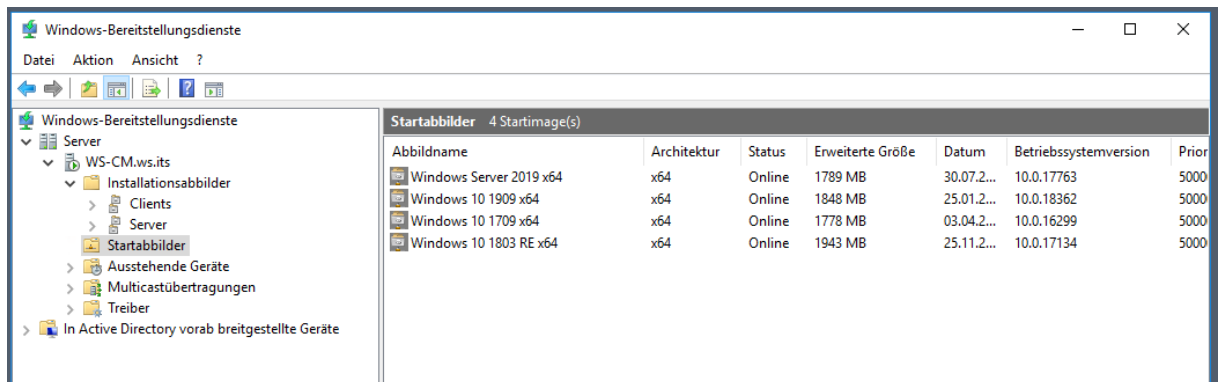 Windows-Bereitstellungsdienste
Datei Aktion Ansicht ?
Windows-Bereitstellungsdienste
Server
WS-CM.ws.its
Installationsabbilder
Clients
Server
Startabbilder
Ausstehende Geräte
Multicastübertragungen
Treiber
In Active Directory vorab breitgestellte Geräte
Startabbilder 4 Startimage(s)
Abbildname Architektur Status Erweiterte Größe Datum Betriebssystemversion Prior
Windows Server 2019 x64 x64 Online 1789 MB 30.07.2... 10.0.17763 5000
Windows 10 1909 x64 x64 Online 1848 MB 25.01.2... 10.0.18362 5000
Windows 10 1709 x64 x64 Online 1778 MB 03.04.2... 10.0.16299 5000
Windows 10 1803 RE x64 x64 Online 1943 MB 25.11.2... 10.0.17134 5000